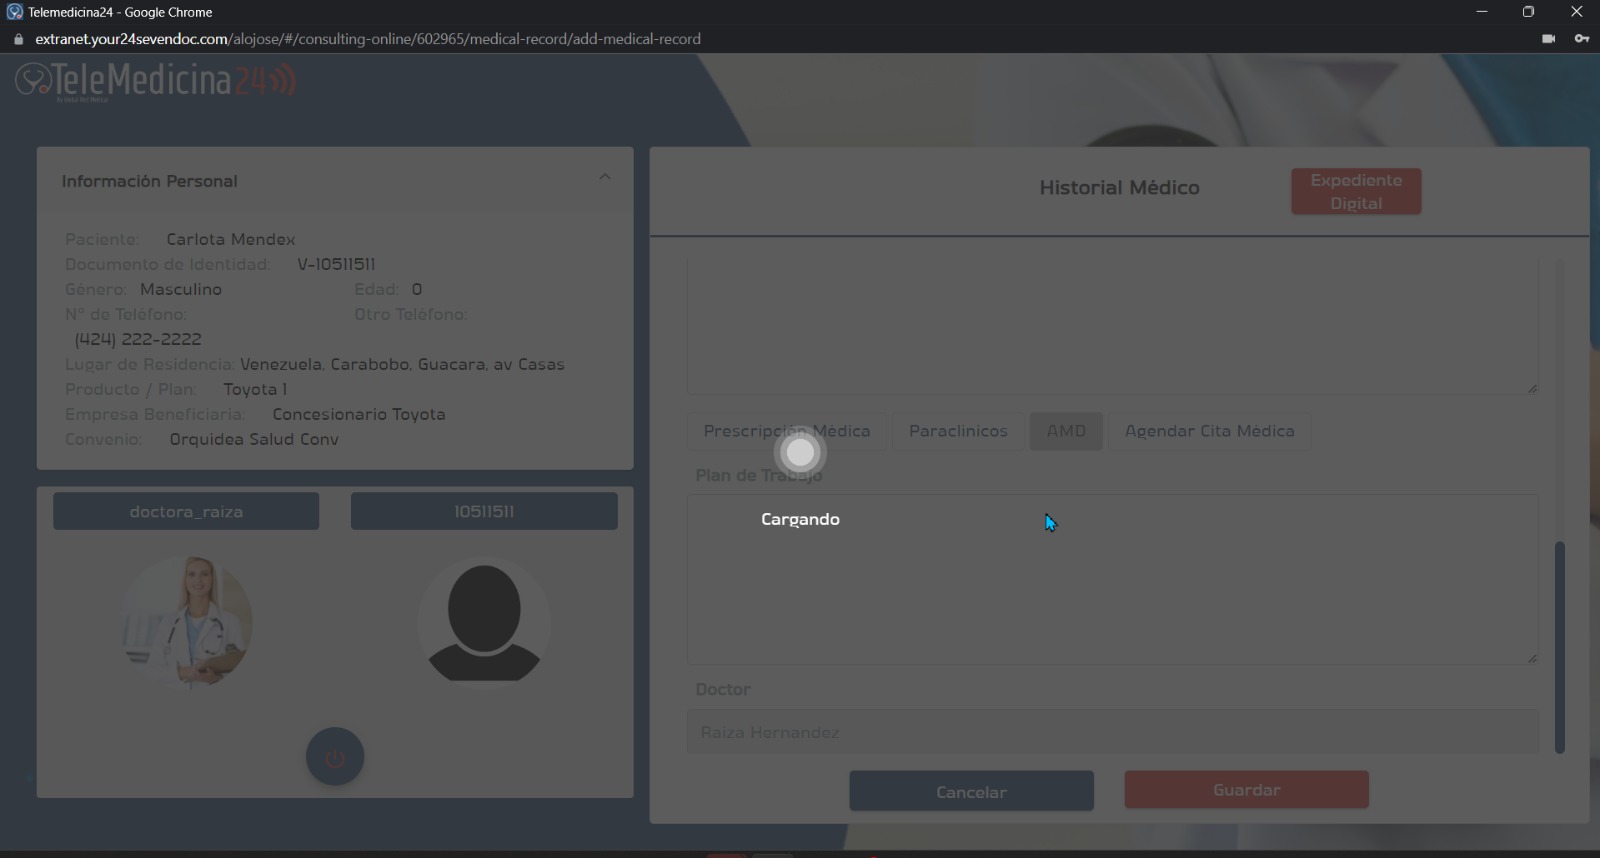 Telemedicina24 - Google Chrome
extranet.your24sevendoc.com/alojose/#/consulting-online/602965/medical-record/add-medical-record
TeleMedicina24
Información Personal
Paciente: Carlota Mendex
Documento de Identidad: V-10511511
Género: Masculino Edad: 0
Nº de Teléfono: Otro Teléfono:
(424) 222-2222
Lugar de Residencia: Venezuela, Carabobo, Guacara, av Casas
Producto / Plan: Toyota 1
Empresa Beneficiaria: Concesionario Toyota
Convenio: Orquidea Salud Conv
doctora_raiza 10511511
Historial Médico
Expediente
Digital
Prescripción Médica Paraclinicos AMD Agendar Cita Médica
Plan de Trabajo
Cargando
Doctor
Raiza Hernandez
Cancelar Guardar